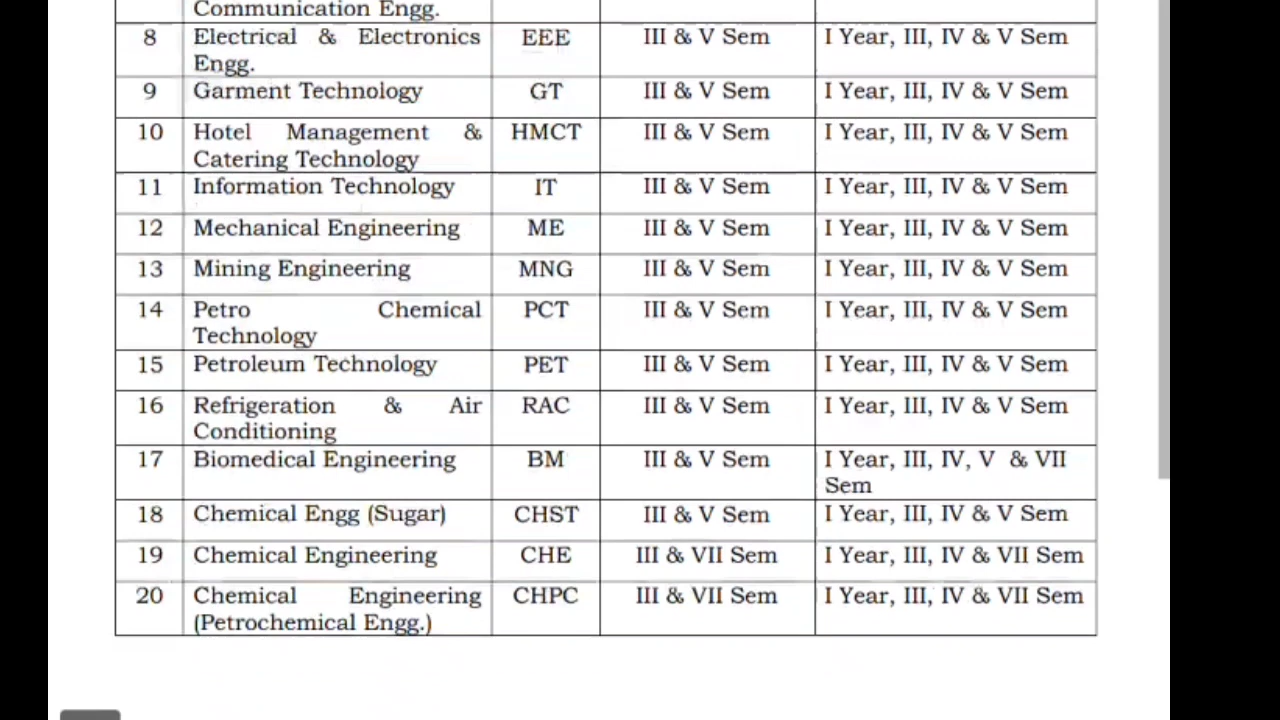 Communication Engg.
8 Electrical & Electronics EEE III & V Sem I Year, III, IV & V Sem
Engg.
9 Garment Technology GT III & V Sem I Year, III, IV & V Sem
10 Hotel Management & HMCT III & V Sem I Year, III, IV & V Sem
Catering Technology
11 Information Technology IT III & V Sem I Year, III, IV & V Sem
12 Mechanical Engineering ME III & V Sem I Year, III, IV & V Sem
13 Mining Engineering MNG III & V Sem I Year, III, IV & V Sem
14 Petro Chemical PCT III & V Sem I Year, III, IV & V Sem
Technology
15 Petroleum Technology PET III & V Sem I Year, III, IV & V Sem
16 Refrigeration & Air RAC III & V Sem I Year, III, IV & V Sem
Conditioning
17 Biomedical Engineering BM III & V Sem I Year, III, IV, V & VII
Sem
18 Chemical Engg (Sugar) CHST III & V Sem I Year, III, IV & V Sem
19 Chemical Engineering CHE III & VII Sem I Year, III, IV & VII Sem
20 Chemical Engineering CHPC III & VII Sem I Year, III, IV & VII Sem
(Petrochemical Engg.)